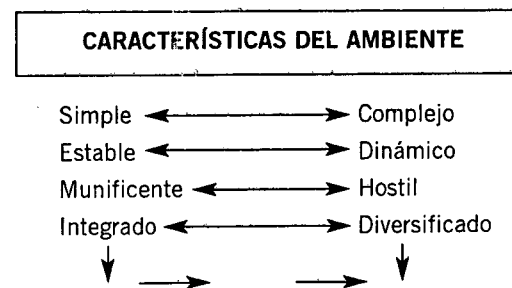 CARACTERÍSTICAS DEL AMBIENTE
Simple Complejo
Estable Dinámico
Munificente Hostil
Integrado Diversificado